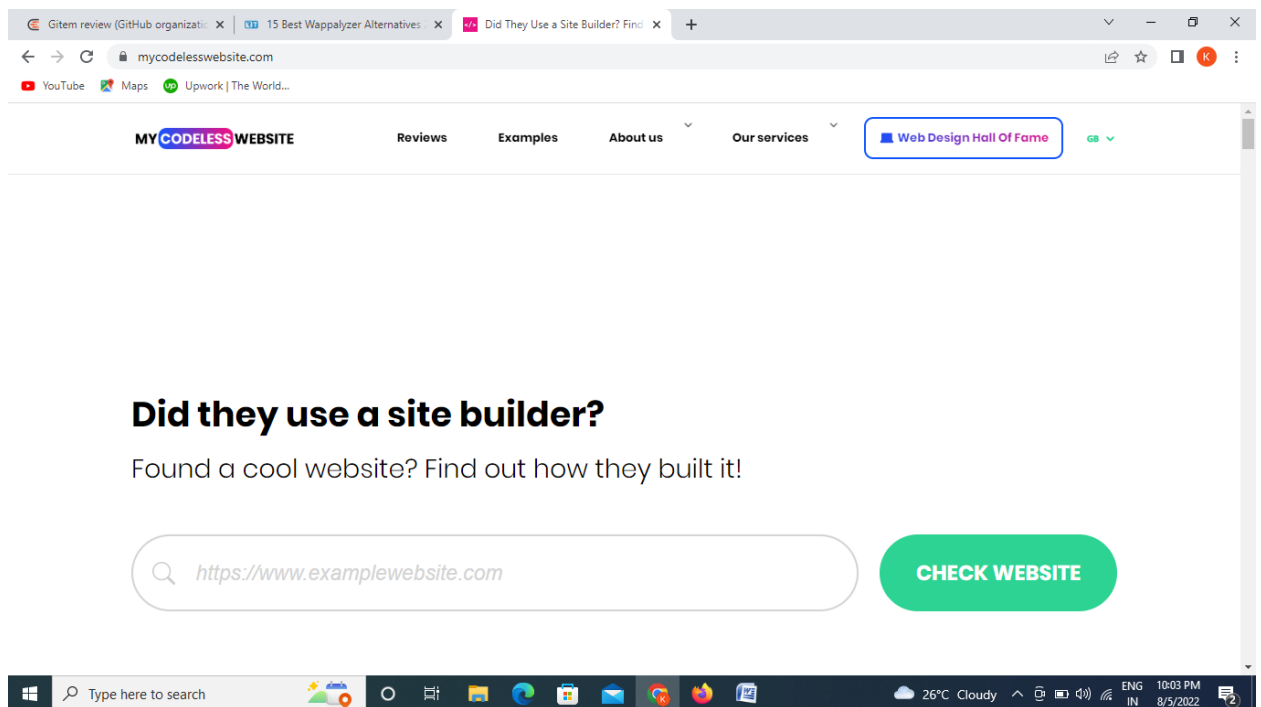 Gitem review (GitHub organizatic
15 Best Wappalyzer Alternatives
Did They Use a Site Builder? Find
mycodelesswebsite.com
K
YouTube Maps Upwork | The World...
MY CODELESS WEBSITE Reviews Examples About us Our services Web Design Hall Of Fame GB
Did they use a site builder?
Found a cool website? Find out how they built it!
https://www.examplewebsite.com CHECK WEBSITE
Type here to search
26°C Cloudy
ENG
IN
10:03 PM
8/5/2022
2